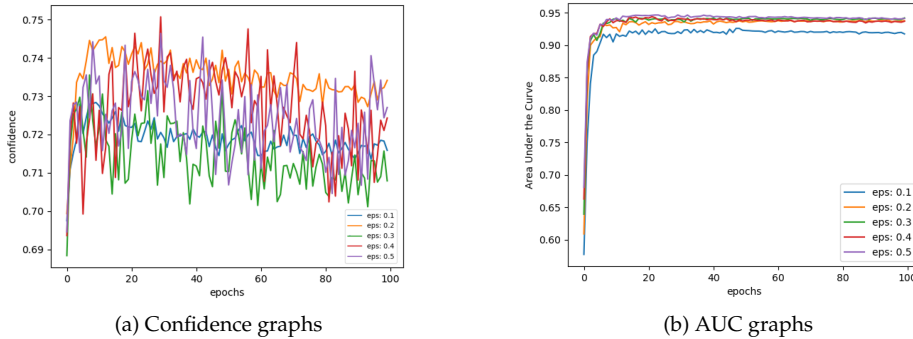 0.75
0.74
0.73
0.72
0.71
0.70
0.69
confidence
0 20 40 60 80 100
epochs
eps: 0.1
eps: 0.2
eps: 0.3
eps: 0.4
eps: 0.5
(a) Confidence graphs
0.95
0.90
0.85
0.80
0.75
0.70
0.65
0.60
Area Under the Curve
0 20 40 60 80 100
epochs
eps: 0.1
eps: 0.2
eps: 0.3
eps: 0.4
eps: 0.5
(b) AUC graphs